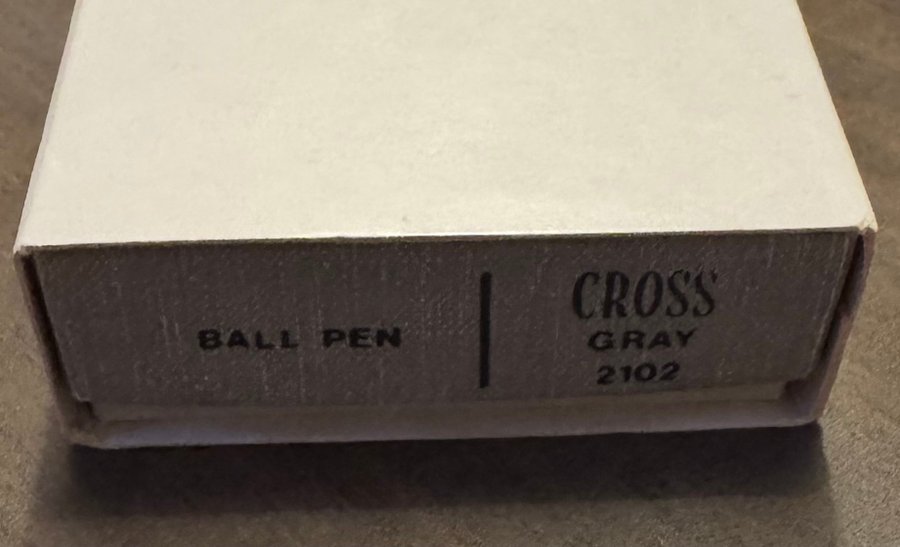 BALL PEN
CROSS
GRAY
2102